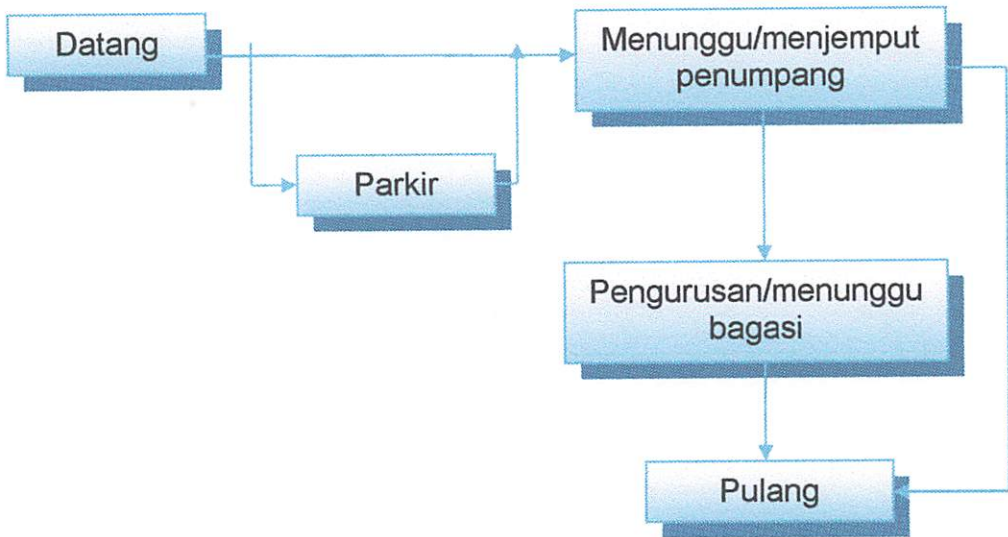 Datang
Menunggu/menjemput
penumpang
Parkir
Pengurusan/menunggu
bagasi
Pulang